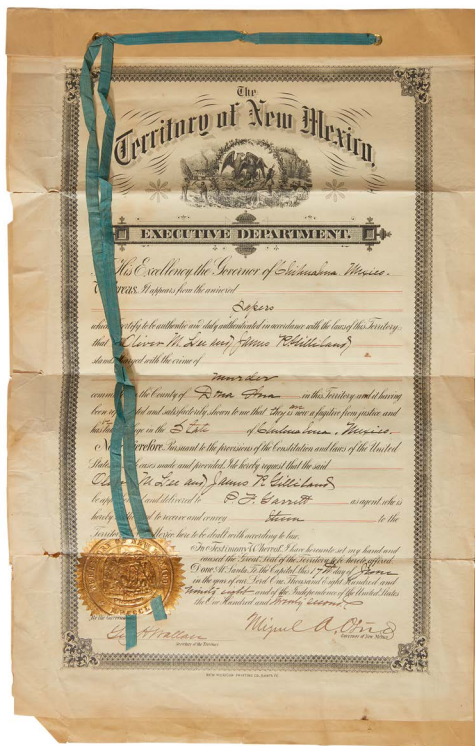 The
Territory of New Mexico,
EXECUTIVE DEPARTMENT.
His Excellency, the Governor of Chihuahua Mexico.
Whereas, It appears from the annexed
Papers
which I certify to be authentic and duly authenticated in accordance with the laws of this Territory,
that Oliver M. Lee and James R. Gilliland
stand charged with the crime of
Murder
committed in the County of Dona Ana in this Territory and it having
been represented and satisfactorily shown to me that they is now a fugitive from justice and
has taken refuge in the State of Chihuahua, Mexico.
Now Therefore, Pursuant to the provisions of the Constitution and laws of the United
States in such cases made and provided, I do hereby request that the said
Oliver M. Lee and James R. Gilliland
be apprehended and delivered to P. F. Garrett as agent, who is
hereby authorized to receive and convey them to the
Territory of New Mexico, here to be dealt with according to law.
In Testimony Whereof, I have hereunto set my hand and
caused the Great Seal of the Territory to be hereto affixed.
Done at Santa Fe the Capital, this 17th day of June
in the year of our Lord One Thousand Eight Hundred and
Ninety eight and of the Independence of the United States
the One Hundred and twenty second.
By the Governor
Geo H Wallace
Secretary of the Territory
Miguel A. Otero
Governor of New Mexico
NEW MEXICAN PRINTING CO. SANTA FE